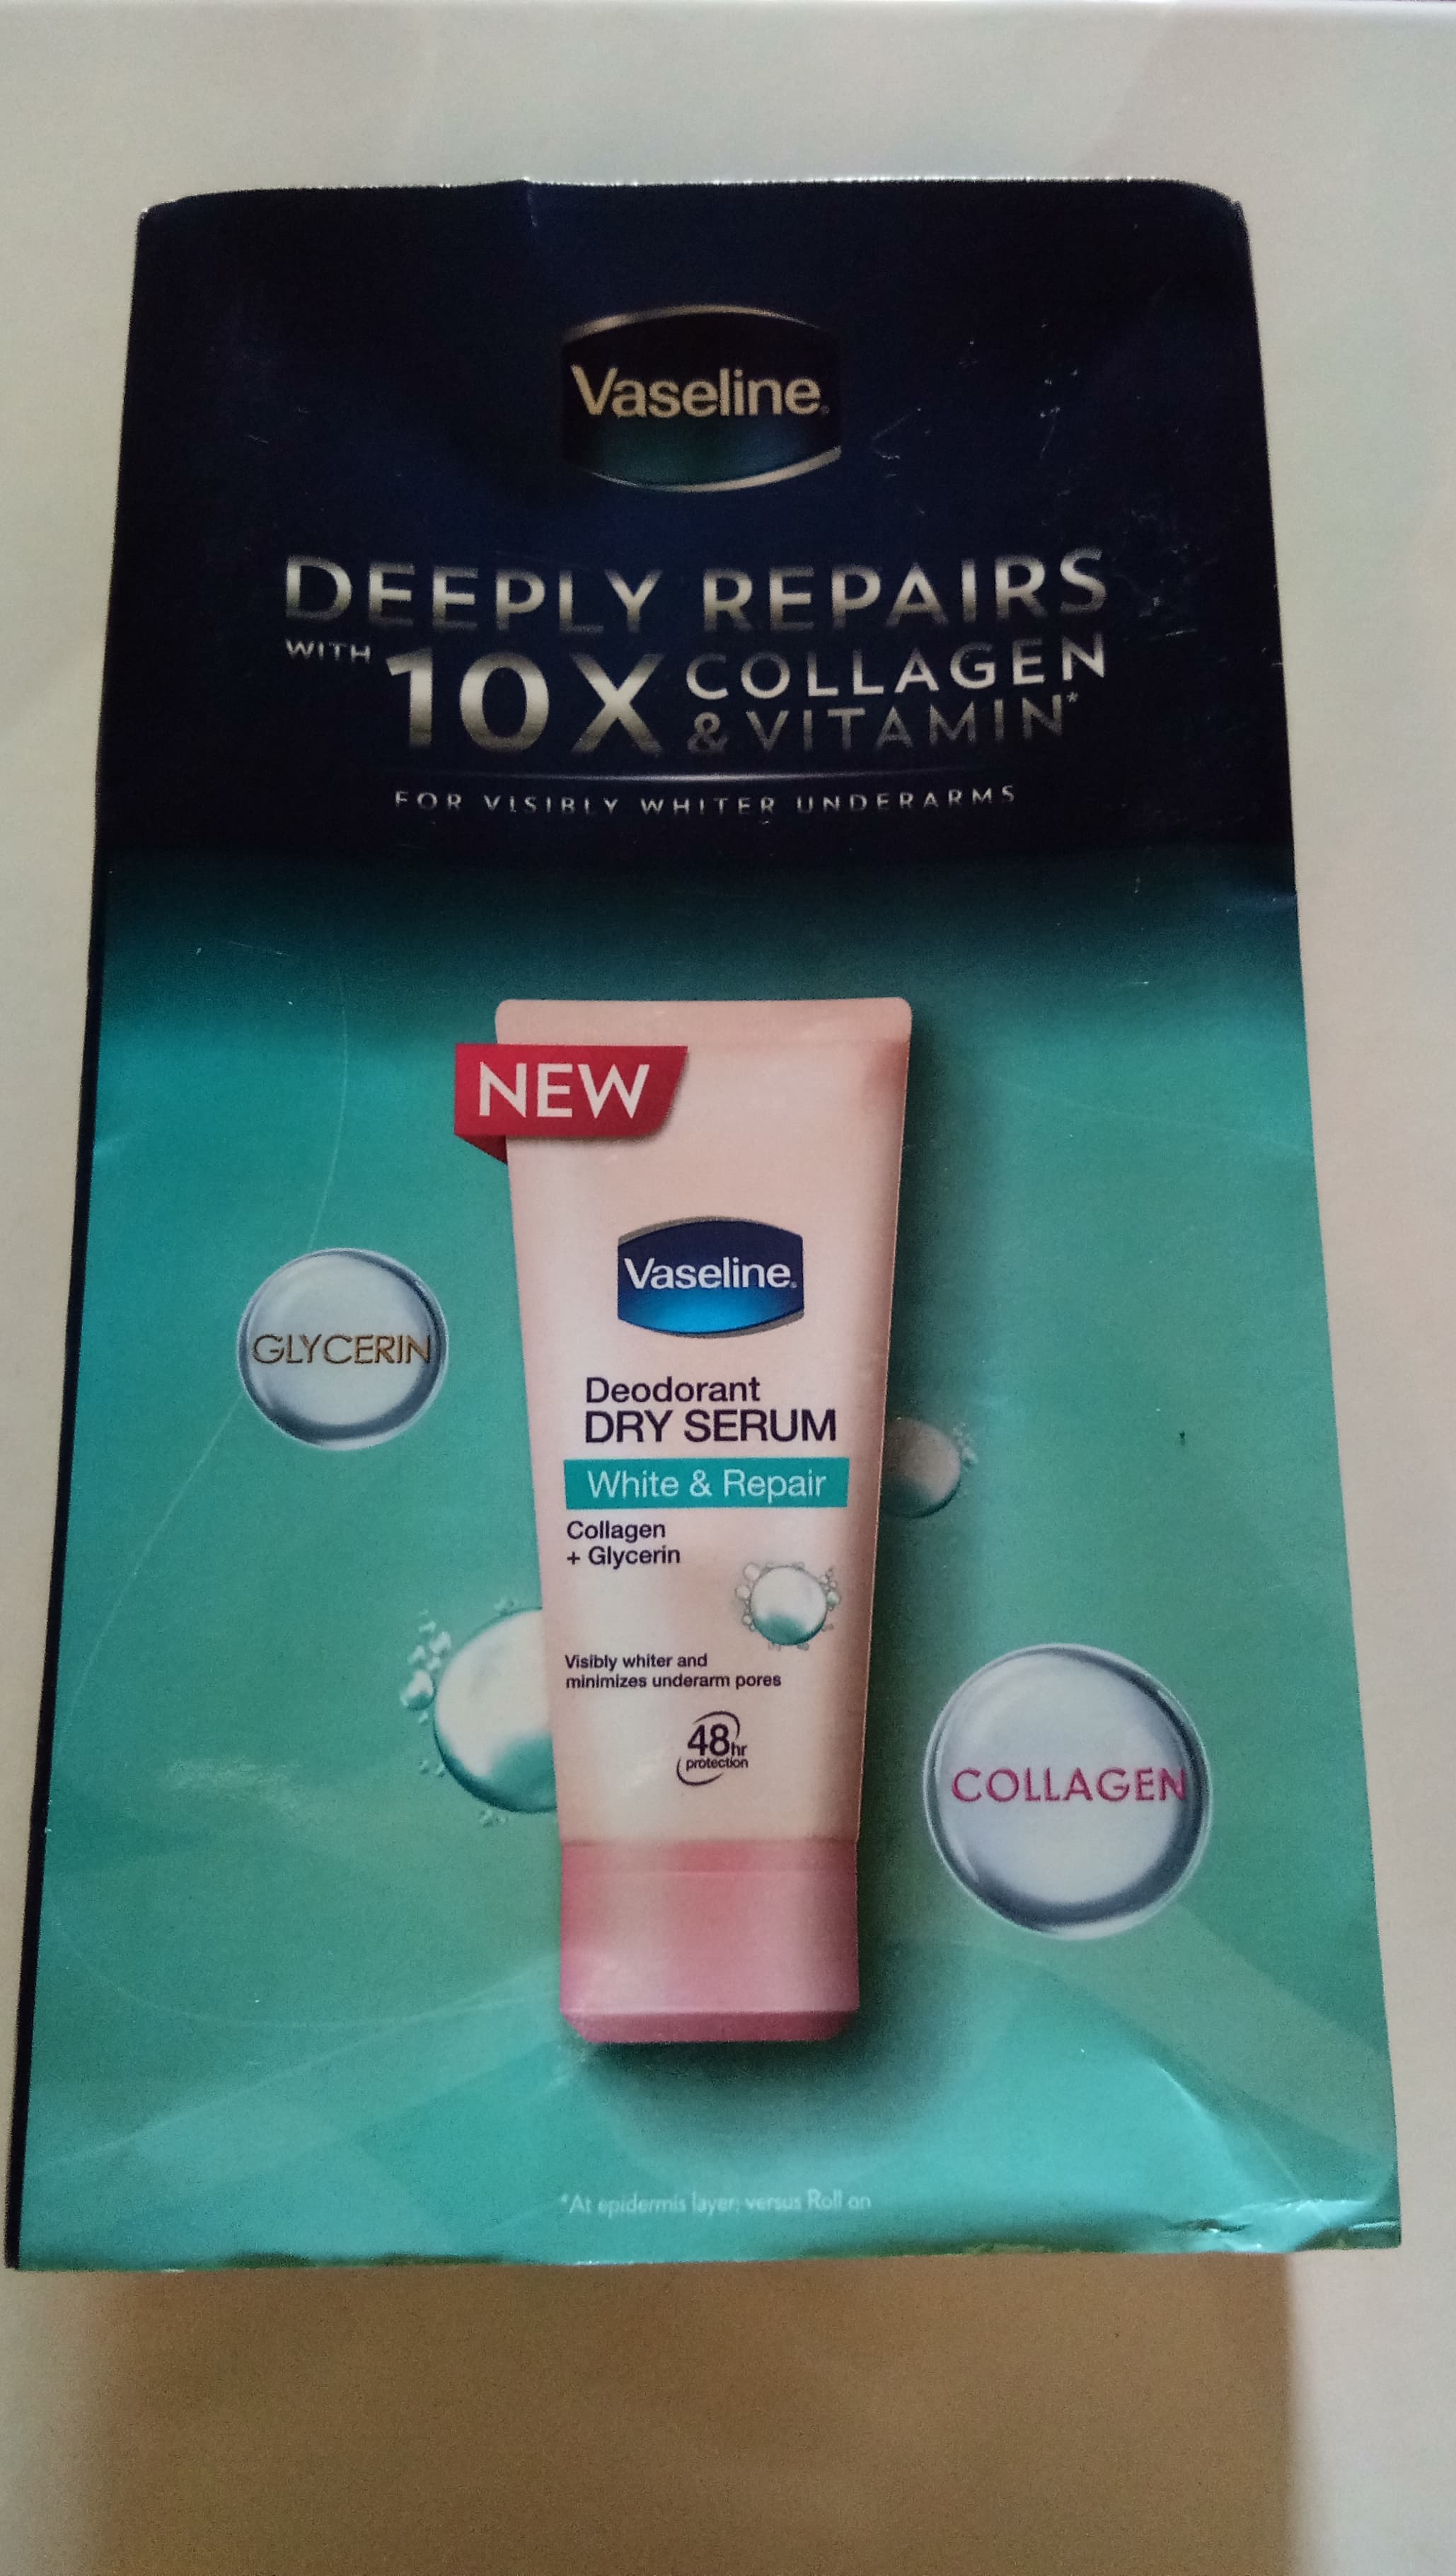 Vaseline
DEEPLY REPAIRS
WITH 10X COLLAGEN
& VITAMIN*
FOR VISIBLY WHITER UNDERARMS
NEW
Vaseline
Deodorant
DRY SERUM
White & Repair
Collagen
+ Glycerin
Visibly whiter and
minimizes underarm pores
48hr
protection
GLYCERIN
COLLAGEN
*At epidermis layer, versus Roll on